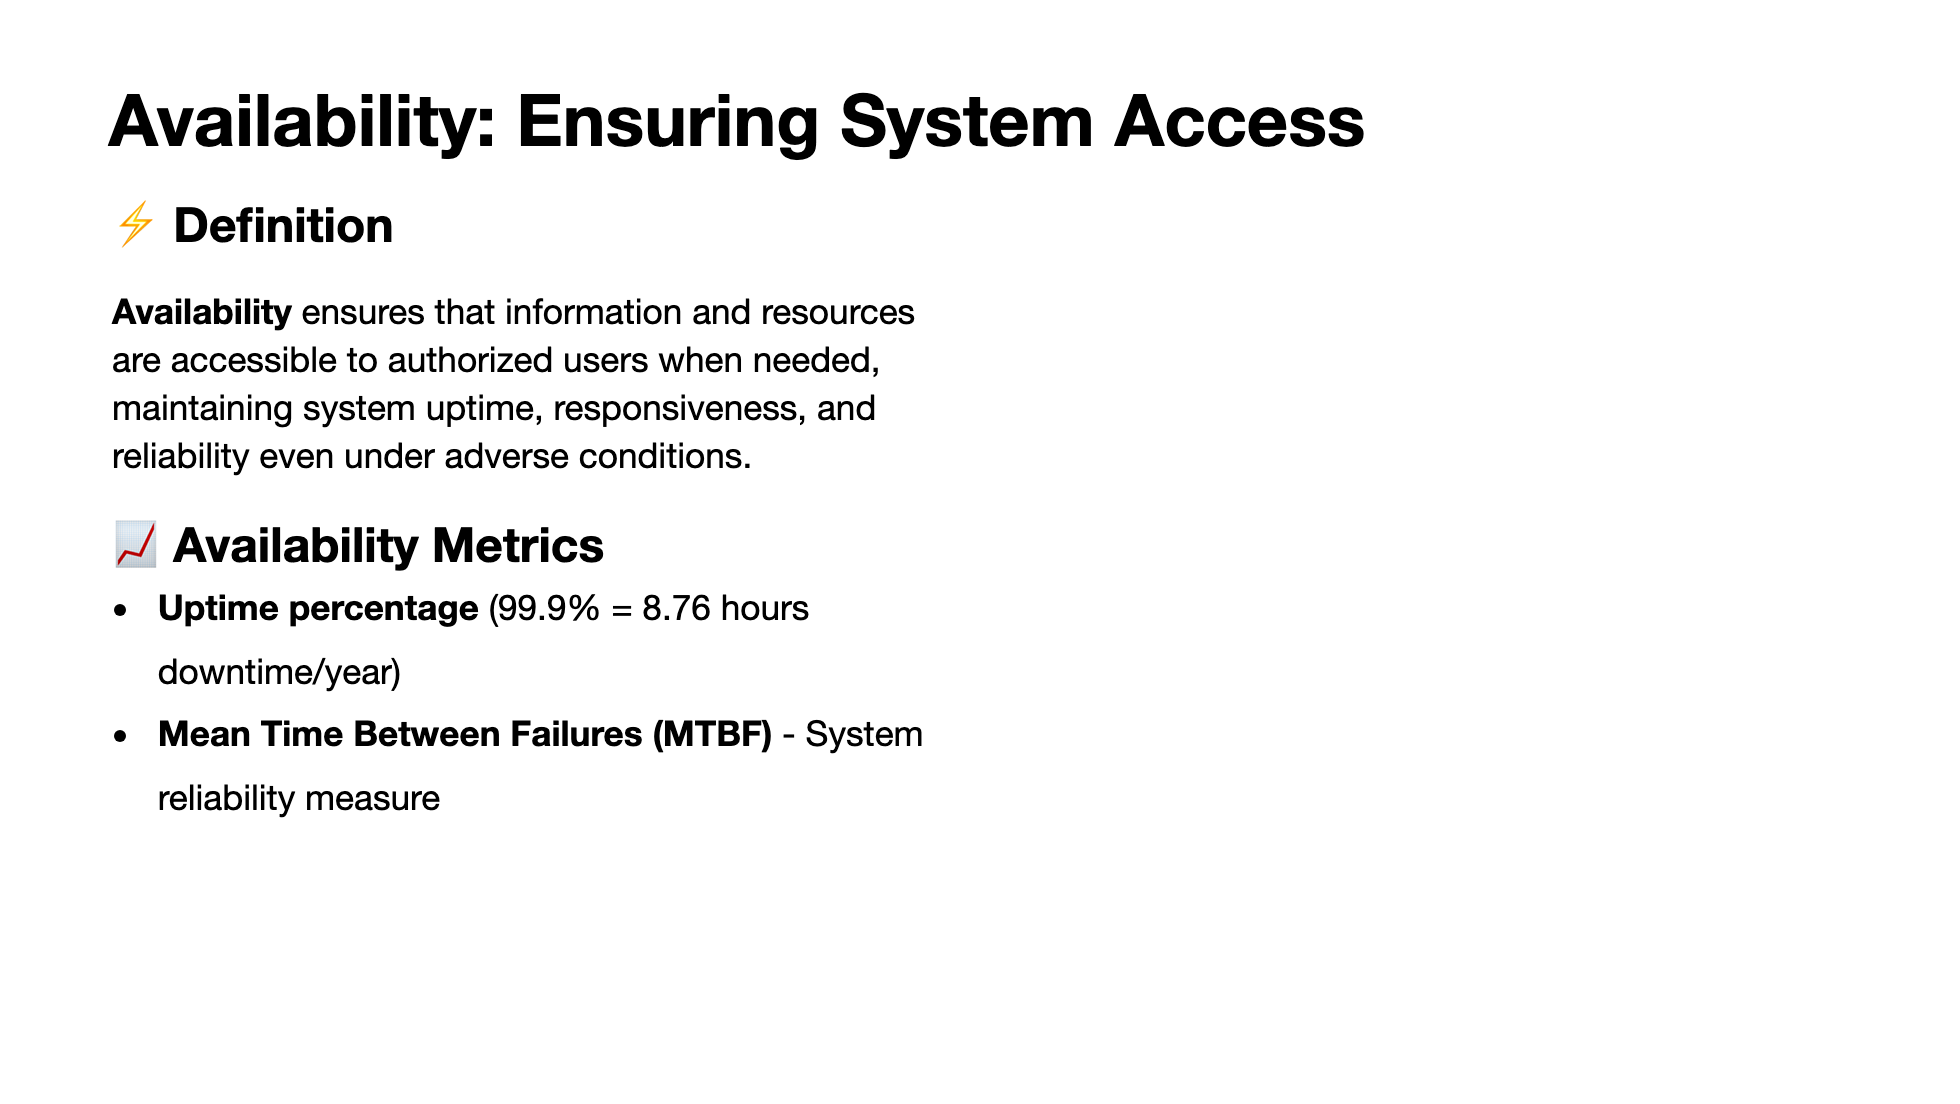 Availability: Ensuring System Access
⚡ Definition
Availability ensures that information and resources
are accessible to authorized users when needed,
maintaining system uptime, responsiveness, and
reliability even under adverse conditions.
📈 Availability Metrics
• Uptime percentage (99.9% = 8.76 hours
downtime/year)
• Mean Time Between Failures (MTBF) - System
reliability measure